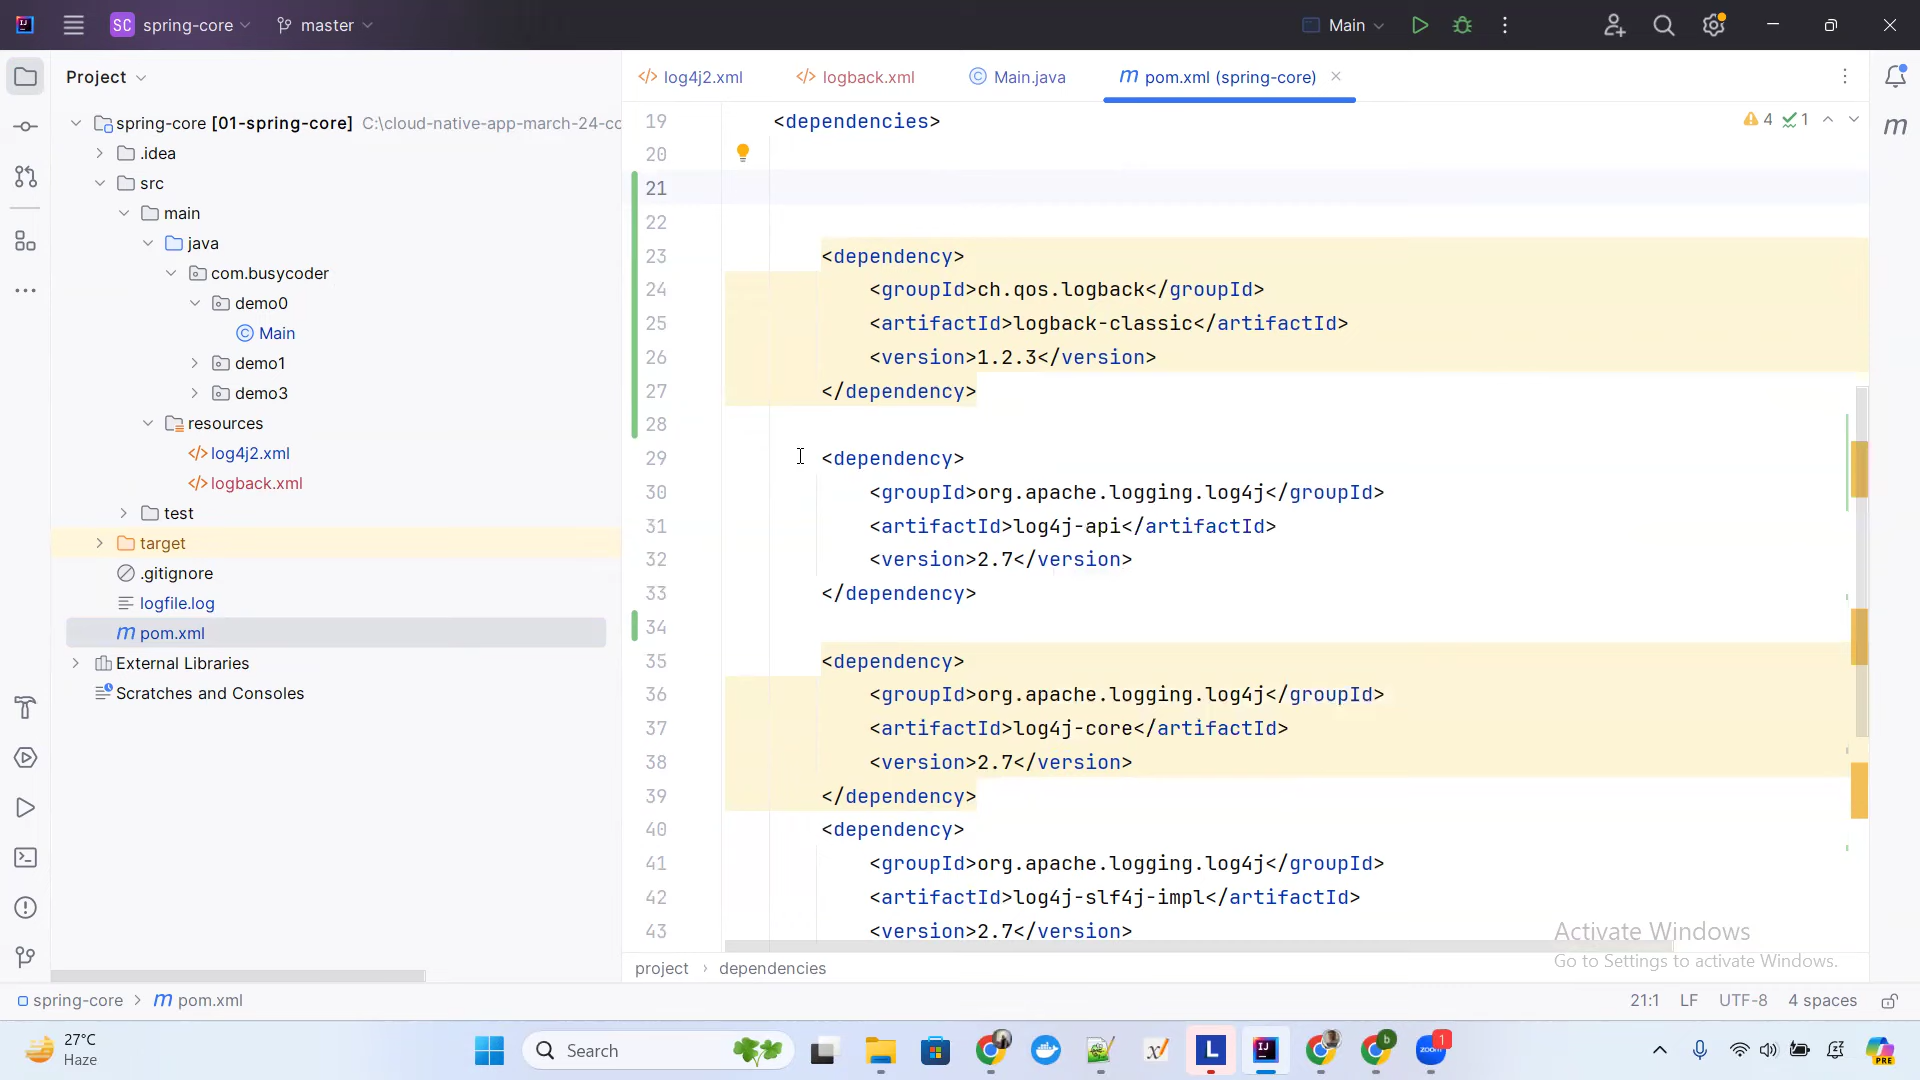 SC spring-core master Main
Project
log4j2.xml logback.xml Main.java pom.xml (spring-core)
spring-core [01-spring-core] C:\cloud-native-app-march-24-cc
.idea
src
main
java
com.busycoder
demo0
Main
demo1
demo3
resources
log4j2.xml
logback.xml
test
target
.gitignore
logfile.log
pom.xml
External Libraries
Scratches and Consoles
4 1
19 <dependencies>
20
21
22
23 <dependency>
24 <groupId>ch.qos.logback</groupId>
25 <artifactId>logback-classic</artifactId>
26 <version>1.2.3</version>
27 </dependency>
28
29 <dependency>
30 <groupId>org.apache.logging.log4j</groupId>
31 <artifactId>log4j-api</artifactId>
32 <version>2.7</version>
33 </dependency>
34
35 <dependency>
36 <groupId>org.apache.logging.log4j</groupId>
37 <artifactId>log4j-core</artifactId>
38 <version>2.7</version>
39 </dependency>
40 <dependency>
41 <groupId>org.apache.logging.log4j</groupId>
42 <artifactId>log4j-slf4j-impl</artifactId>
43 <version>2.7</version>
Activate Windows
Go to Settings to activate Windows.
project › dependencies
spring-core › pom.xml
21:1 LF UTF-8 4 spaces
27°C
Haze
Search
L
zoom
1
PRE